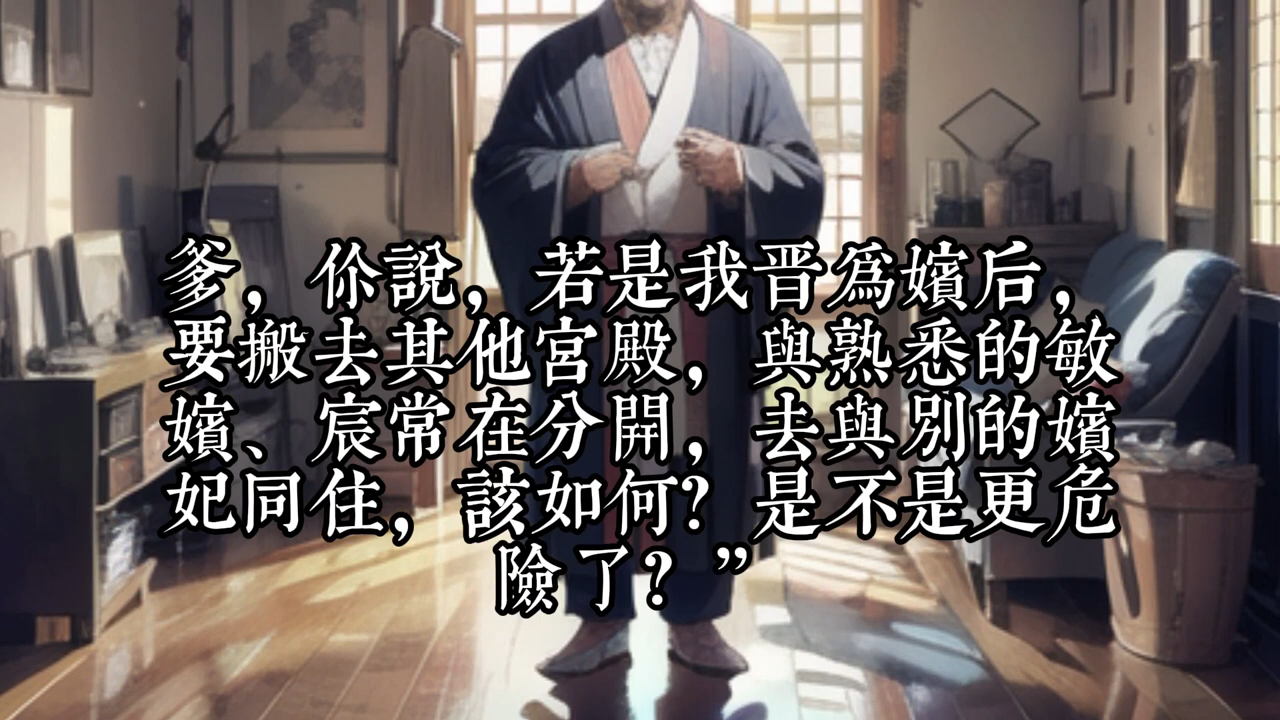 爹，你說，若是我晋爲嬪后，
要搬去其他宮殿，與熟悉的敏
嬪、宸常在分開，去與別的嬪
妃同住，該如何？是不是更危
險了？”